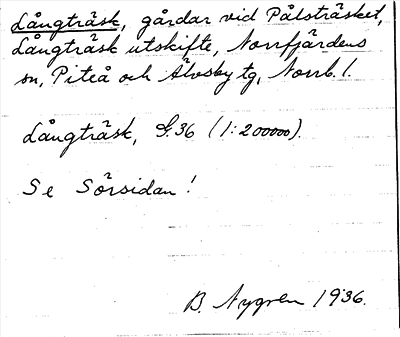 Långträsk, gårdar vid Pålsträsket,
Långträsk utskifte, Norrfjärdens
sn, Piteå och Älvsby tg, Norrb. l.
Långträsk, G.36 (1:200000).
Se Sörsidan!
B. Nygren 1936.